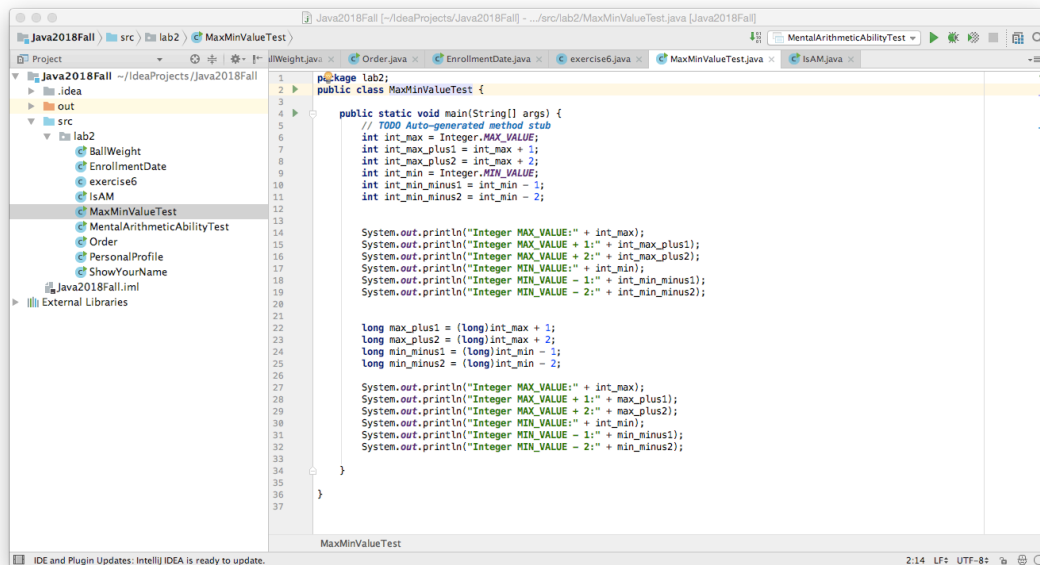 Java2018Fall [~/IdeaProjects/Java2018Fall] - .../src/lab2/MaxMinValueTest.java [Java2018Fall]
Java2018Fall src lab2 MaxMinValueTest MentalArithmeticAbilityTest
Project allWeight.java Order.java EnrollmentDate.java exercise6.java MaxMinValueTest.java IsAM.java
Java2018Fall ~/IdeaProjects/Java2018Fall
.idea
out
src
lab2
BallWeight
EnrollmentDate
exercise6
IsAM
MaxMinValueTest
MentalArithmeticAbilityTest
Order
PersonalProfile
ShowYourName
Java2018Fall.iml
External Libraries
1 package lab2;
2 public class MaxMinValueTest {
3
4 public static void main(String[] args) {
5 // TODO Auto-generated method stub
6 int int_max = Integer.MAX_VALUE;
7 int int_max_plus1 = int_max + 1;
8 int int_max_plus2 = int_max + 2;
9 int int_min = Integer.MIN_VALUE;
10 int int_min_minus1 = int_min - 1;
11 int int_min_minus2 = int_min - 2;
12
13
14 System.out.println("Integer MAX_VALUE:" + int_max);
15 System.out.println("Integer MAX_VALUE + 1:" + int_max_plus1);
16 System.out.println("Integer MAX_VALUE + 2:" + int_max_plus2);
17 System.out.println("Integer MIN_VALUE:" + int_min);
18 System.out.println("Integer MIN_VALUE - 1:" + int_min_minus1);
19 System.out.println("Integer MIN_VALUE - 2:" + int_min_minus2);
20
21
22 long max_plus1 = (long)int_max + 1;
23 long max_plus2 = (long)int_max + 2;
24 long min_minus1 = (long)int_min - 1;
25 long min_minus2 = (long)int_min - 2;
26
27 System.out.println("Integer MAX_VALUE:" + int_max);
28 System.out.println("Integer MAX_VALUE + 1:" + max_plus1);
29 System.out.println("Integer MAX_VALUE + 2:" + max_plus2);
30 System.out.println("Integer MIN_VALUE:" + int_min);
31 System.out.println("Integer MIN_VALUE - 1:" + min_minus1);
32 System.out.println("Integer MIN_VALUE - 2:" + min_minus2);
33
34 }
35
36 }
37
MaxMinValueTest
IDE and Plugin Updates: IntelliJ IDEA is ready to update. 2:14 LF UTF-8